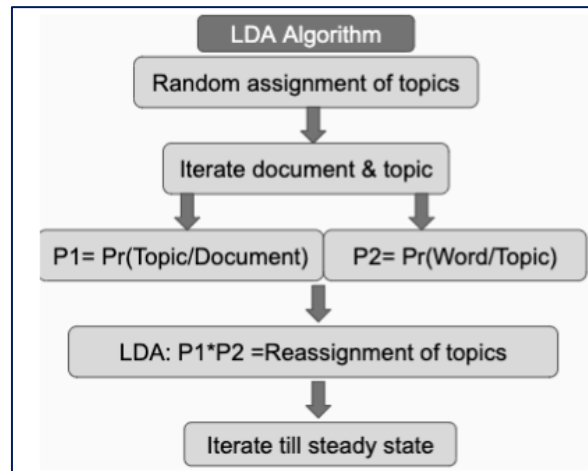 LDA Algorithm
Random assignment of topics
Iterate document & topic
P1= Pr(Topic/Document)
P2= Pr(Word/Topic)
LDA: P1*P2 =Reassignment of topics
Iterate till steady state